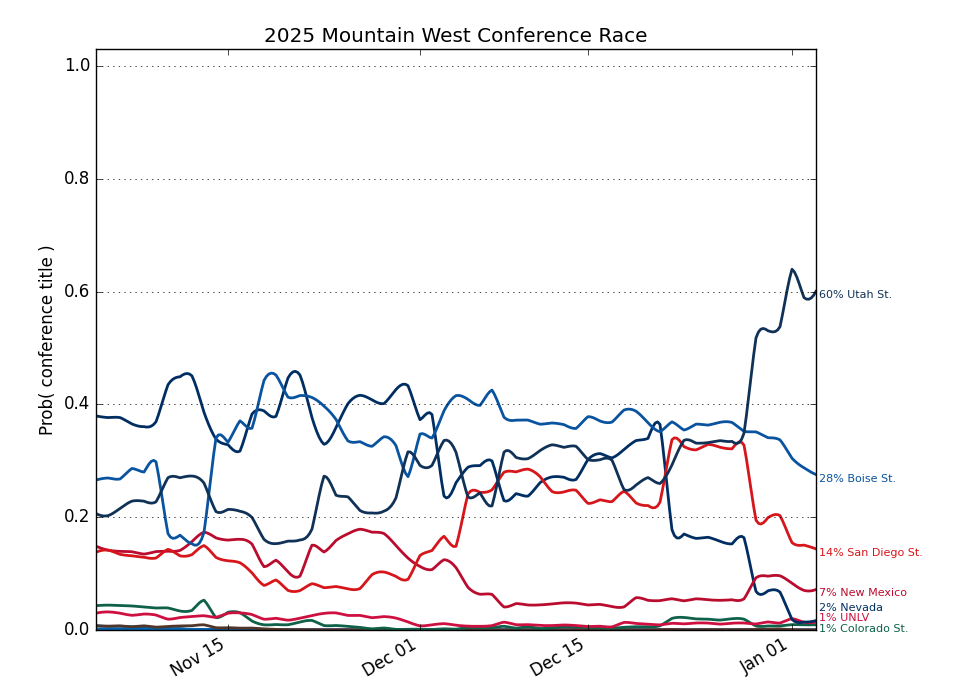 2025 Mountain West Conference Race
1.0
0.8
0.6
0.4
0.2
0.0
Prob( conference title )
60% Utah St.
28% Boise St.
14% San Diego St.
7% New Mexico
2% Nevada
1% UNLV
1% Colorado St.
Nov 15
Dec 01
Dec 15
Jan 01